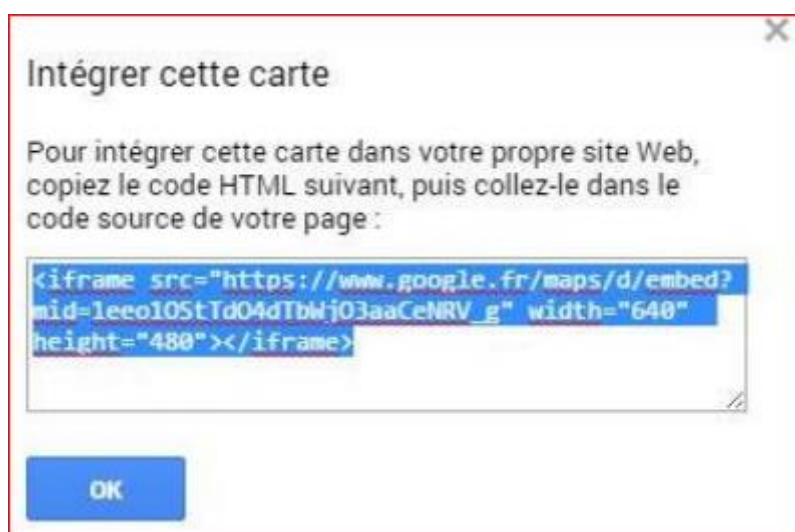 Intégrer cette carte
Pour intégrer cette carte dans votre propre site Web,
copiez le code HTML suivant, puis collez-le dans le
code source de votre page :
<iframe src="https://www.google.fr/maps/d/embed?
mid=1eeo1OStTdO4dTbWjO3aaCeNRV_g" width="640"
height="480"></iframe>
OK